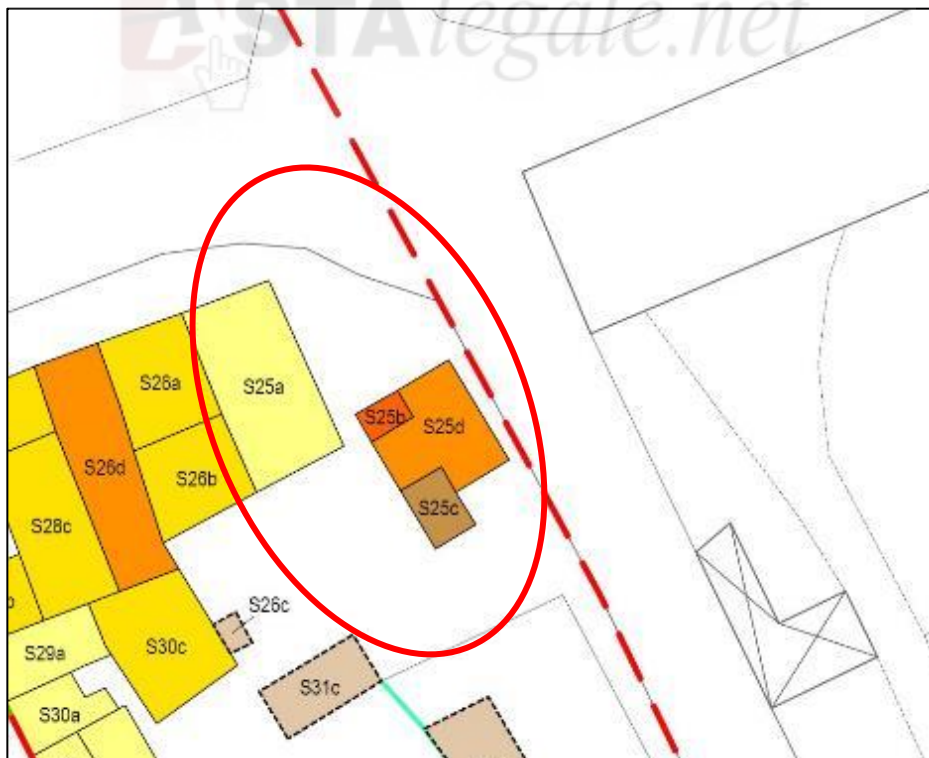 ASTAlegale.net
S26a
S25a
S25b
S25d
S26d
S26b
S25c
S28c
S26c
S29a
S30c
S31c
S30a